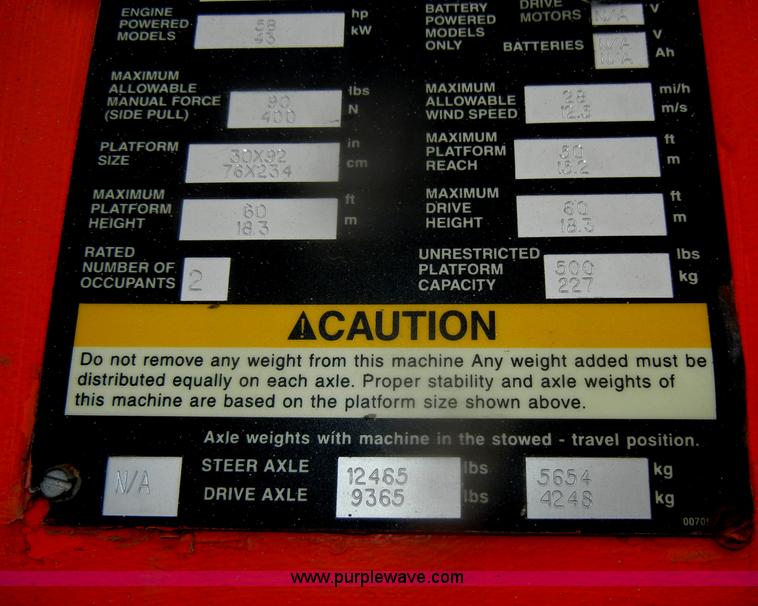 ENGINE POWERED MODELS hp kW
BATTERY POWERED MODELS ONLY
DRIVE MOTORS N/A V
BATTERIES N/A N/A V Ah
MAXIMUM ALLOWABLE MANUAL FORCE (SIDE PULL) 90 400 lbs N
MAXIMUM ALLOWABLE WIND SPEED 28 12.5 mi/h m/s
PLATFORM SIZE 30X92 76X234 in cm
MAXIMUM PLATFORM REACH 50 15.2 ft m
MAXIMUM PLATFORM HEIGHT 60 18.3 ft m
MAXIMUM DRIVE HEIGHT 60 18.3 ft m
RATED NUMBER OF OCCUPANTS 2
UNRESTRICTED PLATFORM CAPACITY 500 227 lbs kg
CAUTION
Do not remove any weight from this machine Any weight added must be
distributed equally on each axle. Proper stability and axle weights of
this machine are based on the platform size shown above.
Axle weights with machine in the stowed - travel position.
N/A
STEER AXLE 12465 lbs 5654 kg
DRIVE AXLE 9365 lbs 4248 kg
www.purplewave.com